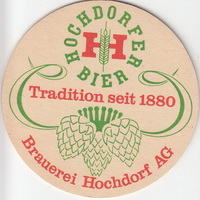 HOCHDORFER
H
BIER
Tradition seit 1880
Brauerei Hochdorf AG